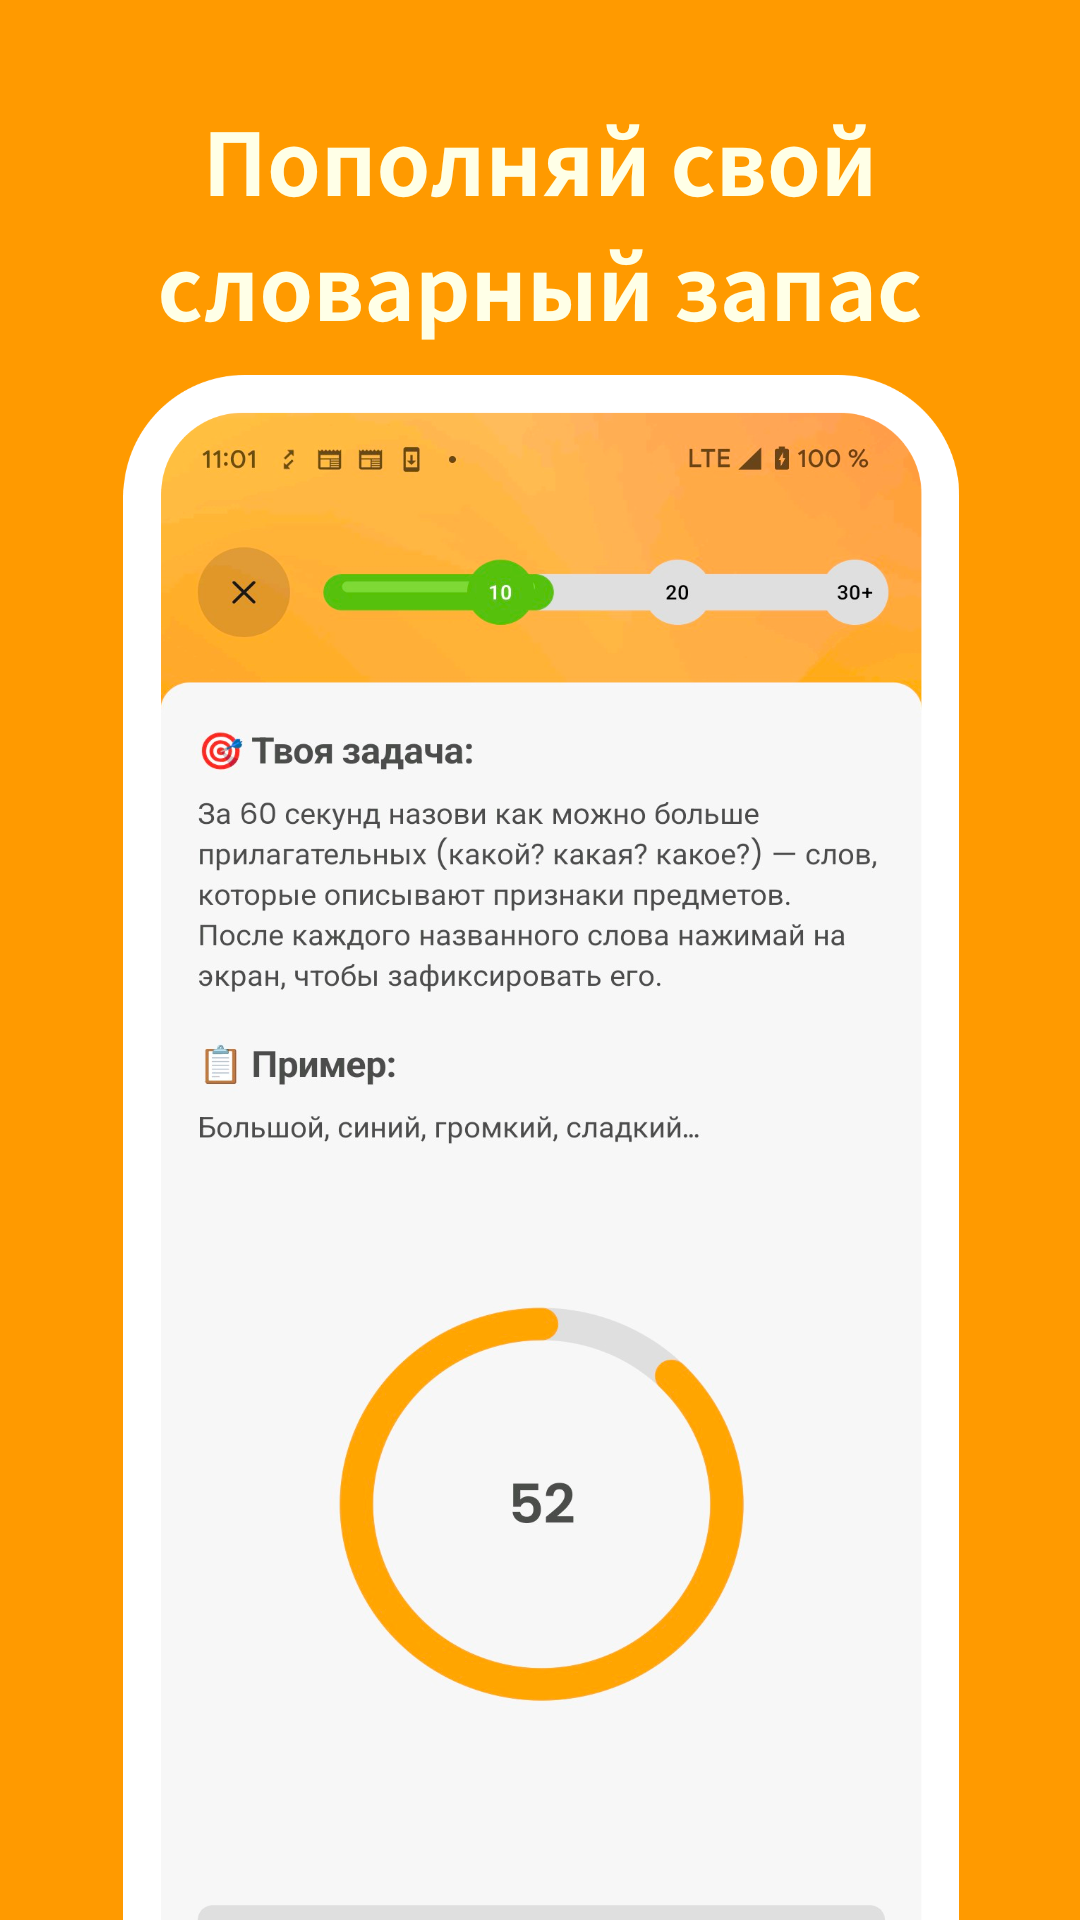 Пополняй свой
словарный запас
11:01 LTE 100 %
10 20 30+
🎯 Твоя задача:
За 60 секунд назови как можно больше
прилагательных (какой? какая? какое?) — слов,
которые описывают признаки предметов.
После каждого названного слова нажимай на
экран, чтобы зафиксировать его.
📋 Пример:
Большой, синий, громкий, сладкий...
52